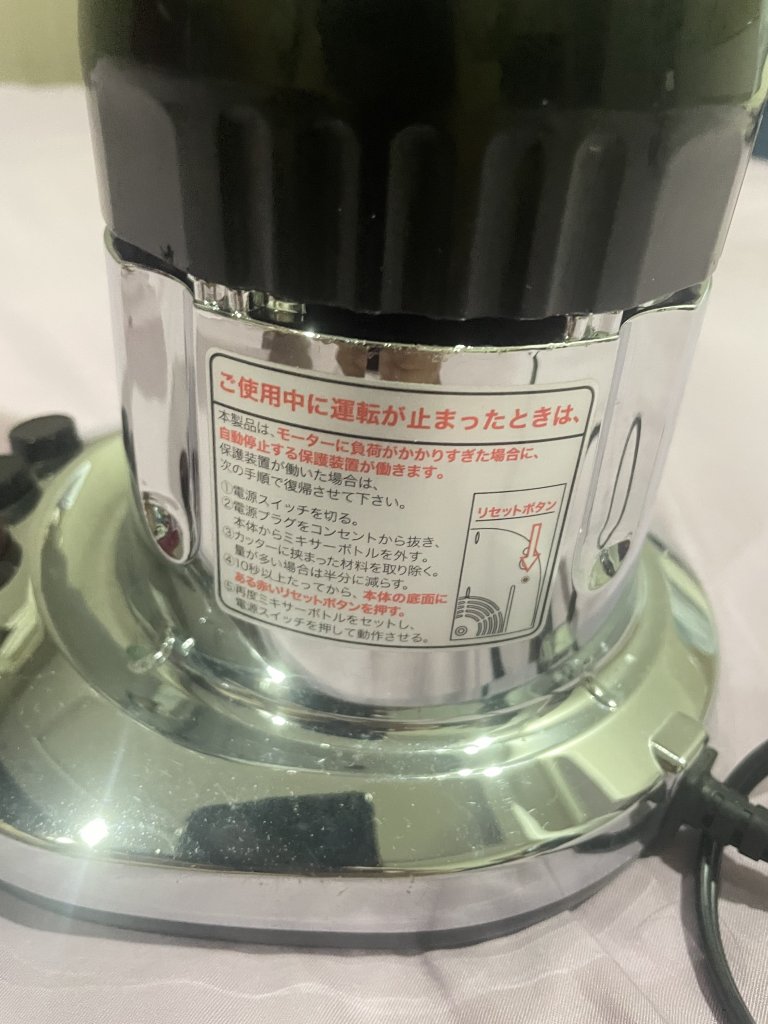 ご使用中に運転が止まったときは、
本製品は、モーターに負荷がかかりすぎた場合に、
自動停止する保護装置が働きます。
保護装置が働いた場合は、
次の手順で復帰させて下さい。
①電源スイッチを切る。
②電源プラグをコンセントから抜き、
本体からミキサーボトルを外す。
③カッターに挟まった材料を取り除く。
量が多い場合は半分に減らす。
④10秒以上たってから、本体の底面に
ある赤いリセットボタンを押す。
⑤再度ミキサーボトルをセットし、
電源スイッチを押して動作させる。
リセットボタン